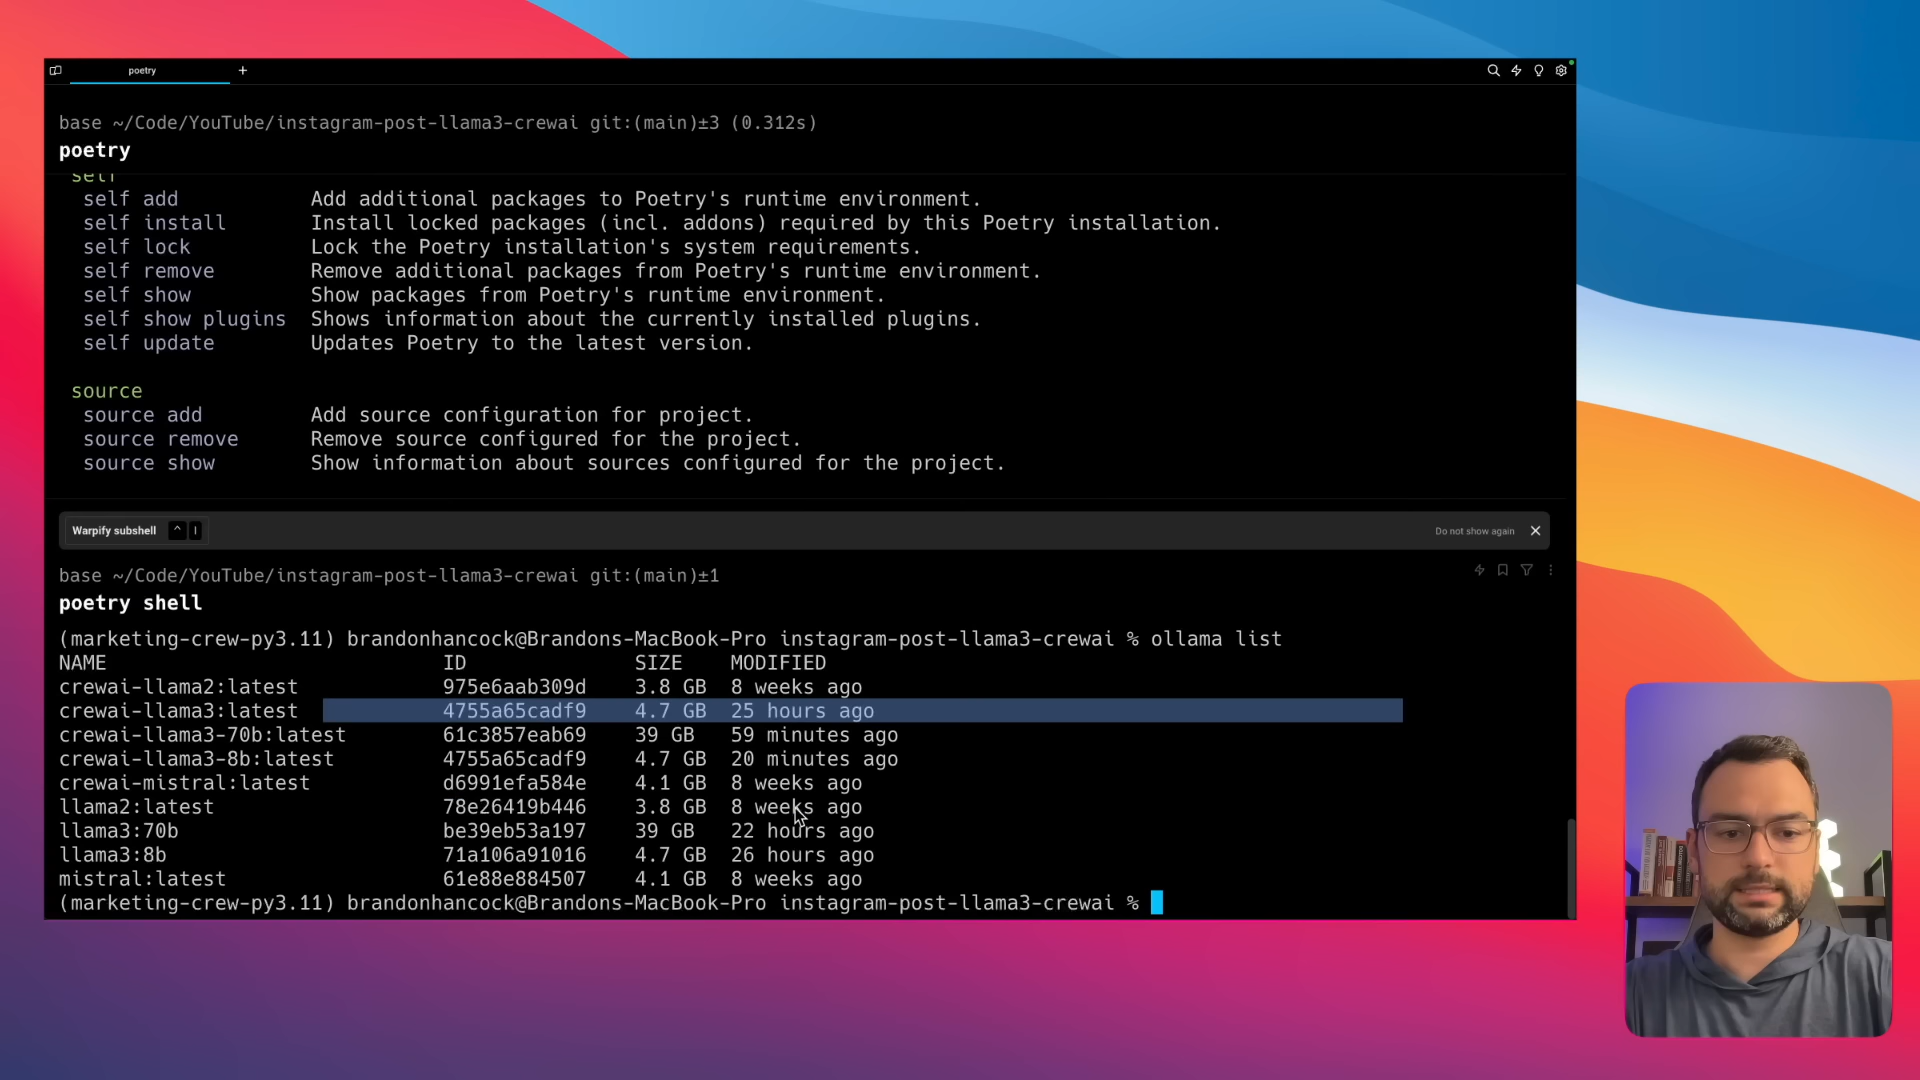 poetry +
base ~/Code/YouTube/instagram-post-llama3-crewai git:(main)±3 (0.312s)
poetry
self
self add Add additional packages to Poetry's runtime environment.
self install Install locked packages (incl. addons) required by this Poetry installation.
self lock Lock the Poetry installation's system requirements.
self remove Remove additional packages from Poetry's runtime environment.
self show Show packages from Poetry's runtime environment.
self show plugins Shows information about the currently installed plugins.
self update Updates Poetry to the latest version.
source
source add Add source configuration for project.
source remove Remove source configured for the project.
source show Show information about sources configured for the project.
Warpify subshell ^ I Do not show again
base ~/Code/YouTube/instagram-post-llama3-crewai git:(main)±1
poetry shell
(marketing-crew-py3.11) brandonhancock@Brandons-MacBook-Pro instagram-post-llama3-crewai % ollama list
NAME ID SIZE MODIFIED
crewai-llama2:latest 975e6aab309d 3.8 GB 8 weeks ago
crewai-llama3:latest 4755a65cadf9 4.7 GB 25 hours ago
crewai-llama3-70b:latest 61c3857eab69 39 GB 59 minutes ago
crewai-llama3-8b:latest 4755a65cadf9 4.7 GB 20 minutes ago
crewai-mistral:latest d6991efa584e 4.1 GB 8 weeks ago
llama2:latest 78e26419b446 3.8 GB 8 weeks ago
llama3:70b be39eb53a197 39 GB 22 hours ago
llama3:8b 71a106a91016 4.7 GB 26 hours ago
mistral:latest 61e88e884507 4.1 GB 8 weeks ago
(marketing-crew-py3.11) brandonhancock@Brandons-MacBook-Pro instagram-post-llama3-crewai %